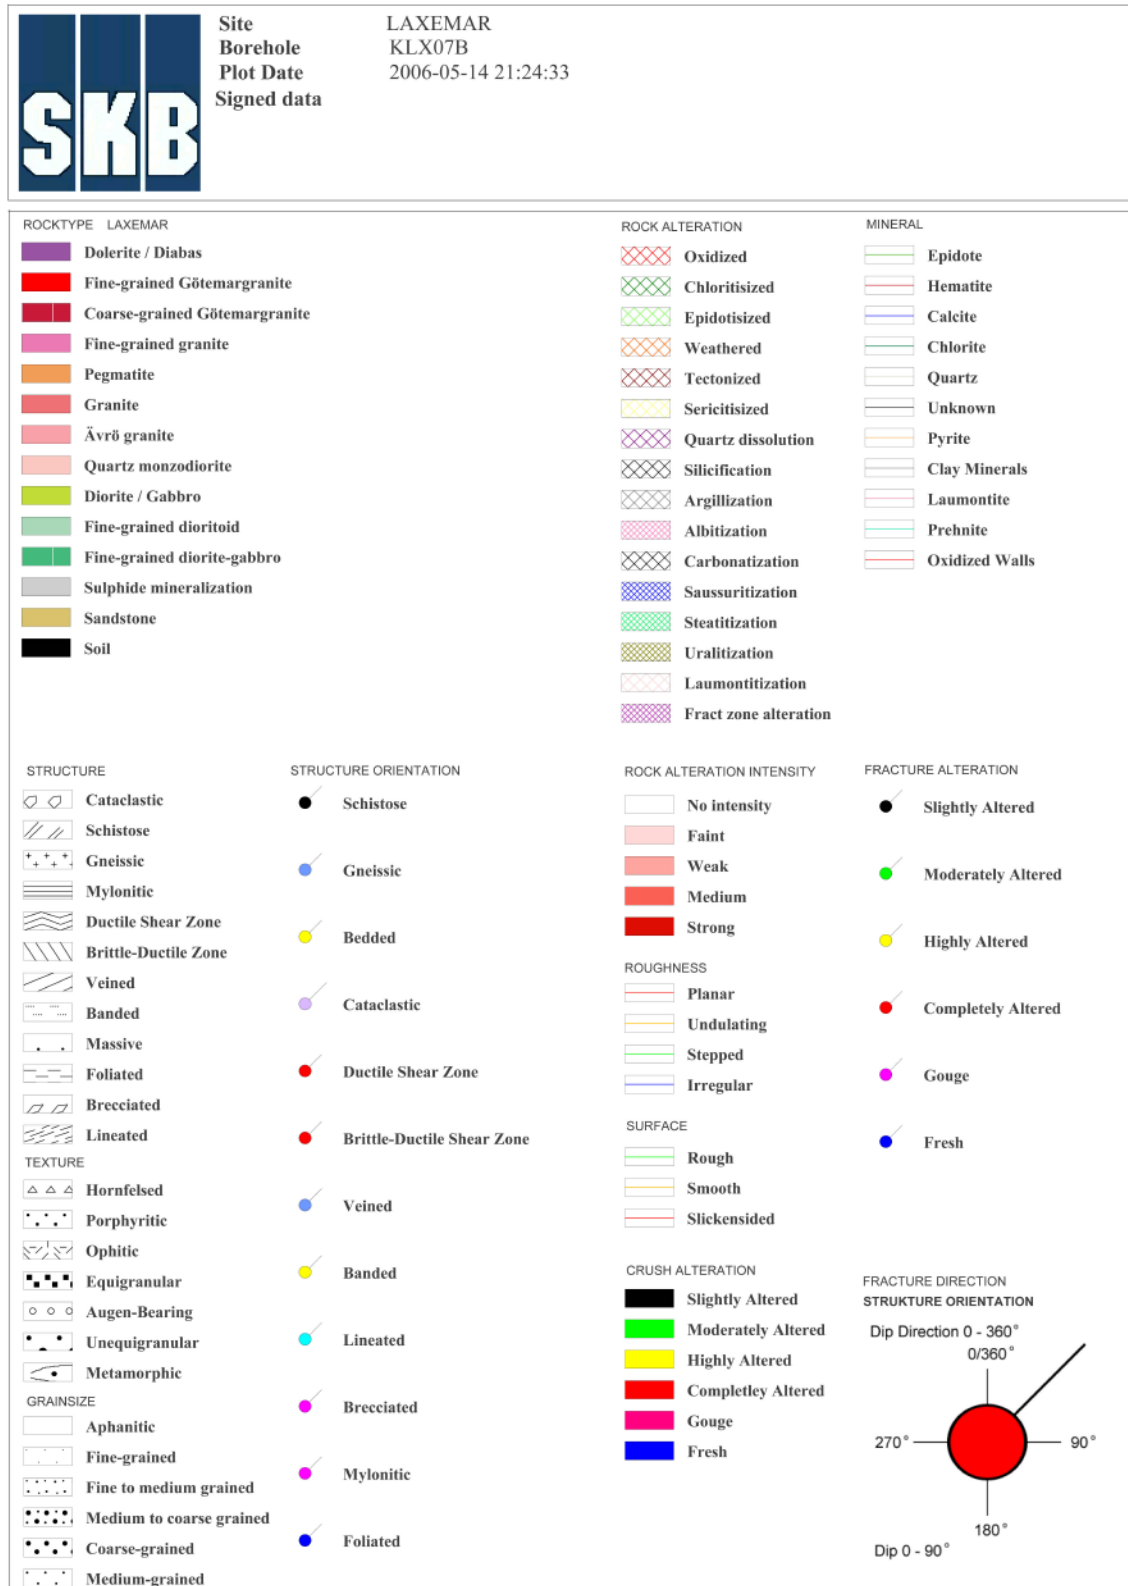 SKB
Site LAXEMAR
Borehole KLX07B
Plot Date 2006-05-14 21:24:33
Signed data
ROCKTYPE LAXEMAR
Dolerite / Diabas
Fine-grained Götemargranite
Coarse-grained Götemargranite
Fine-grained granite
Pegmatite
Granite
Ävrö granite
Quartz monzodiorite
Diorite / Gabbro
Fine-grained dioritoid
Fine-grained diorite-gabbro
Sulphide mineralization
Sandstone
Soil
ROCK ALTERATION
Oxidized
Chloritisized
Epidotisized
Weathered
Tectonized
Sericitisized
Quartz dissolution
Silicification
Argillization
Albitization
Carbonatization
Saussuritization
Steatitization
Uralitization
Laumontitization
Fract zone alteration
MINERAL
Epidote
Hematite
Calcite
Chlorite
Quartz
Unknown
Pyrite
Clay Minerals
Laumontite
Prehnite
Oxidized Walls
STRUCTURE
Cataclastic
Schistose
Gneissic
Mylonitic
Ductile Shear Zone
Brittle-Ductile Zone
Veined
Banded
Massive
Foliated
Brecciated
Lineated
TEXTURE
Hornfelsed
Porphyritic
Ophitic
Equigranular
Augen-Bearing
Unequigranular
Metamorphic
GRAINSIZE
Aphanitic
Fine-grained
Fine to medium grained
Medium to coarse grained
Coarse-grained
Medium-grained
STRUCTURE ORIENTATION
Schistose
Gneissic
Bedded
Cataclastic
Ductile Shear Zone
Brittle-Ductile Shear Zone
Veined
Banded
Lineated
Brecciated
Mylonitic
Foliated
ROCK ALTERATION INTENSITY
No intensity
Faint
Weak
Medium
Strong
ROUGHNESS
Planar
Undulating
Stepped
Irregular
SURFACE
Rough
Smooth
Slickensided
CRUSH ALTERATION
Slightly Altered
Moderately Altered
Highly Altered
Completley Altered
Gouge
Fresh
FRACTURE ALTERATION
Slightly Altered
Moderately Altered
Highly Altered
Completely Altered
Gouge
Fresh
FRACTURE DIRECTION
STRUKTURE ORIENTATION
Dip Direction 0 - 360°
0/360°
270° 90°
180°
Dip 0 - 90°